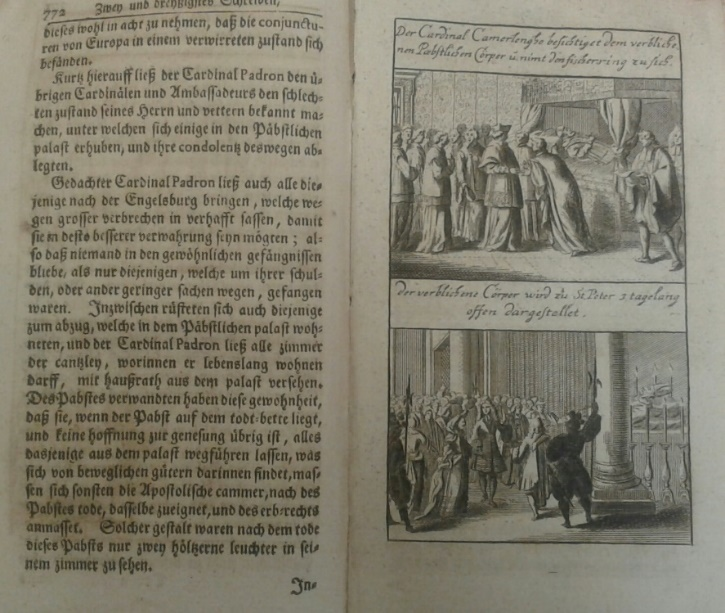 772 Zwey und dreyßigstes Schreiben,
dieses wohl in acht zu nehmen, daß die conjunctu-
ren von Europa in einem verwirreten zustand sich
befänden.
Kurtz hierauff ließ der Cardinal Padron den ü-
brigen Cardinälen und Ambassadeurs den schlech-
ten zustand seines Herrn und vettern bekannt ma-
chen, unter welchen sich einige in den Päbstlichen
palast erhuben, und ihre condolentz deswegen ab-
legten.
Gedachter Cardinal Padron ließ auch alle die-
jenige nach der Engelsburg bringen, welche we-
gen grosser verbrechen in verhafft sassen, damit
sie in desto besserer verwahrung seyn mögten; al-
so daß niemand in den gewöhnlichen gefängnissen
bliebe, als nur diejenigen, welche um ihrer schul-
den, oder ander geringer sachen wegen, gefangen
waren. Inzwischen rüsteten sich auch diejenige
zum abzug, welche in dem Päbstlichen palast woh-
neten, und der Cardinal Padron ließ alle zimmer
der cantzley, worinnen er lebenslang wohnen
darff, mit haußrath aus dem palast versehen.
Des Pabstes verwandten haben diese gewohnheit,
daß sie, wenn der Pabst auf dem todt-bette liegt,
und keine hoffnung zur genesung übrig ist, alles
dasjenige aus dem palast wegführen lassen, was
sich von beweglichen gütern darinnen findet, mas-
sen sich sonsten die Apostolische cammer, nach des
Pabstes tode, dasselbe zueignet, und des erbrechts
anmasset. Solcher gestalt waren nach dem tode
dieses Pabsts nur zwey höltzerne leuchter in sei-
nem zimmer zu sehen.
In-
Der Cardinal Camerlengho besichtiget dem verbliche-
nen Päbstlichen Cörper ü. nimt den fischerring zu sich.
Der verblichene Cörper wird zü St. Peter 3 tage lang
offen dargestallet.